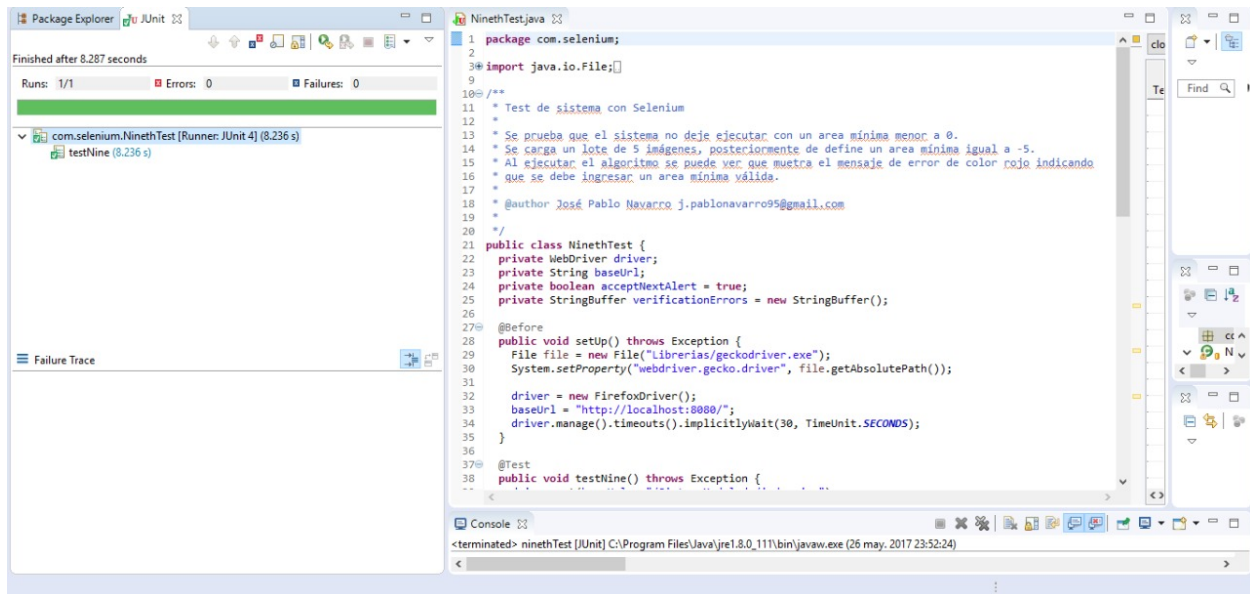 Package Explorer JUnit
Finished after 8.287 seconds
Runs: 1/1 Errors: 0 Failures: 0
com.selenium.NinethTest [Runner: JUnit 4] (8.236 s)
testNine (8.236 s)
Failure Trace
NinethTest.java
1 package com.selenium;
2
3 import java.io.File;
9
10 /**
11 * Test de sistema con Selenium
12 *
13 * Se prueba que el sistema no deje ejecutar con un area mínima menor a 0.
14 * Se carga un lote de 5 imágenes, posteriormente de define un area mínima igual a -5.
15 * Al ejecutar el algoritmo se puede ver que muetra el mensaje de error de color rojo indicando
16 * que se debe ingresar un area mínima válida.
17 *
18 * @author José Pablo Navarro j.pablonavarro95@gmail.com
19 *
20 */
21 public class NinethTest {
22 private WebDriver driver;
23 private String baseUrl;
24 private boolean acceptNextAlert = true;
25 private StringBuffer verificationErrors = new StringBuffer();
26
27 @Before
28 public void setUp() throws Exception {
29 File file = new File("Librerias/geckodriver.exe");
30 System.setProperty("webdriver.gecko.driver", file.getAbsolutePath());
31
32 driver = new FirefoxDriver();
33 baseUrl = "http://localhost:8080/";
34 driver.manage().timeouts().implicitlyWait(30, TimeUnit.SECONDS);
35 }
36
37 @Test
38 public void testNine() throws Exception {
clo
Te
Find
cc
N
Console
<terminated> ninethTest [JUnit] C:\Program Files\Java\jre1.8.0_111\bin\javaw.exe (26 may. 2017 23:52:24)